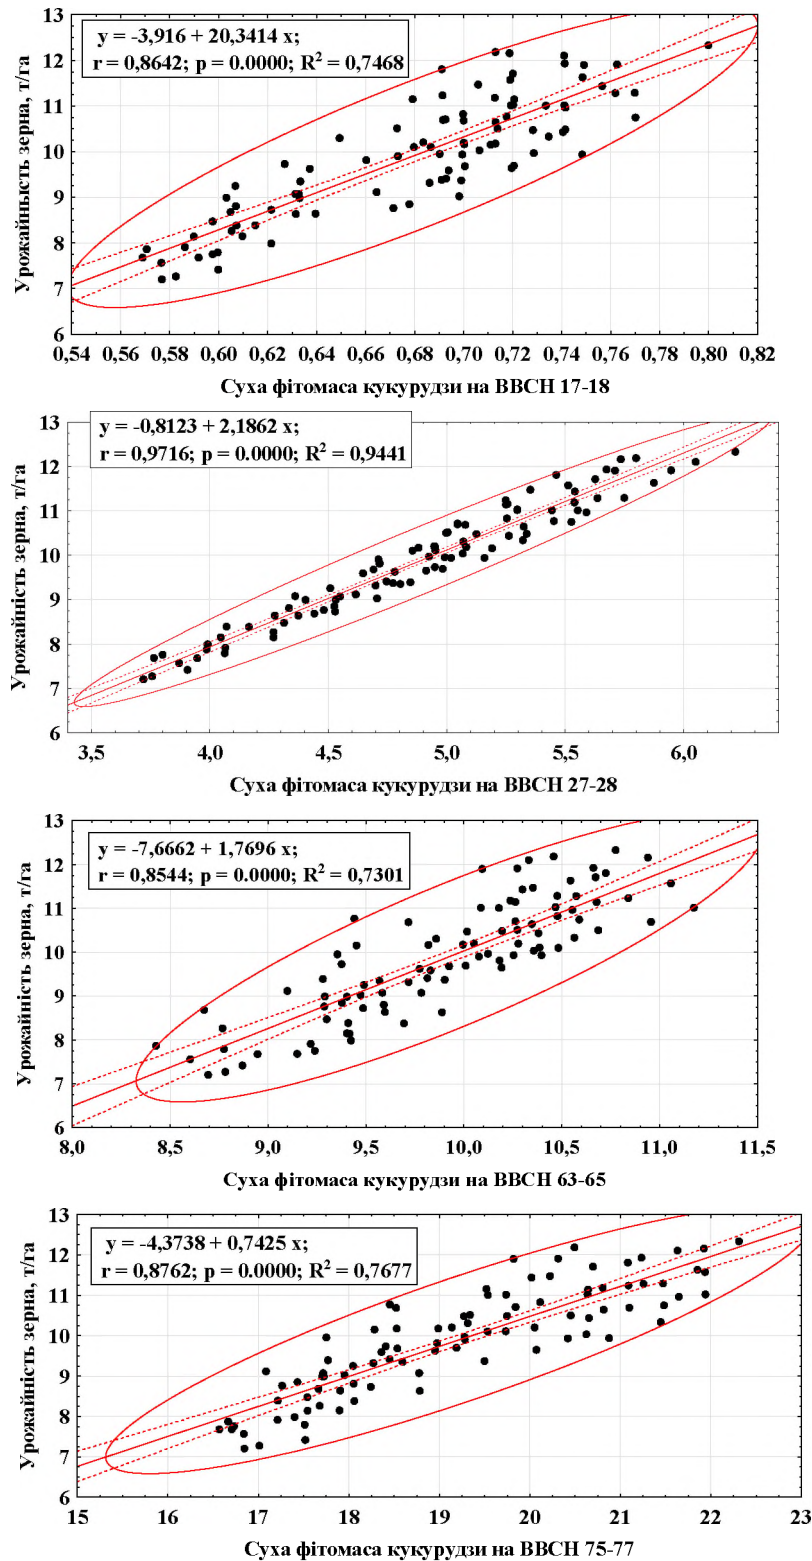 Урожайнысть зерна, т/га
y = -3,916 + 20,3414 x;
r = 0,8642; p = 0.0000; R² = 0,7468
13
12
11
10
9
8
7
6
0,54 0,56 0,58 0,60 0,62 0,64 0,66 0,68 0,70 0,72 0,74 0,76 0,78 0,80 0,82
Суха фітомаса кукурудзи на ВВСН 17-18
Урожайність зерна, т/га
y = -0,8123 + 2,1862 x;
r = 0,9716; p = 0.0000; R² = 0,9441
13
12
11
10
9
8
7
6
3,5 4,0 4,5 5,0 5,5 6,0
Суха фітомаса кукурудзи на ВВСН 27-28
Урожайність зерна, т/га
y = -7,6662 + 1,7696 x;
r = 0,8544; p = 0.0000; R² = 0,7301
13
12
11
10
9
8
7
6
8,0 8,5 9,0 9,5 10,0 10,5 11,0 11,5
Суха фітомаса кукурудзи на ВВСН 63-65
Урожайність зерна, т/га
y = -4,3738 + 0,7425 x;
r = 0,8762; p = 0.0000; R² = 0,7677
13
12
11
10
9
8
7
6
15 16 17 18 19 20 21 22 23
Суха фітомаса кукурудзи на ВВСН 75-77